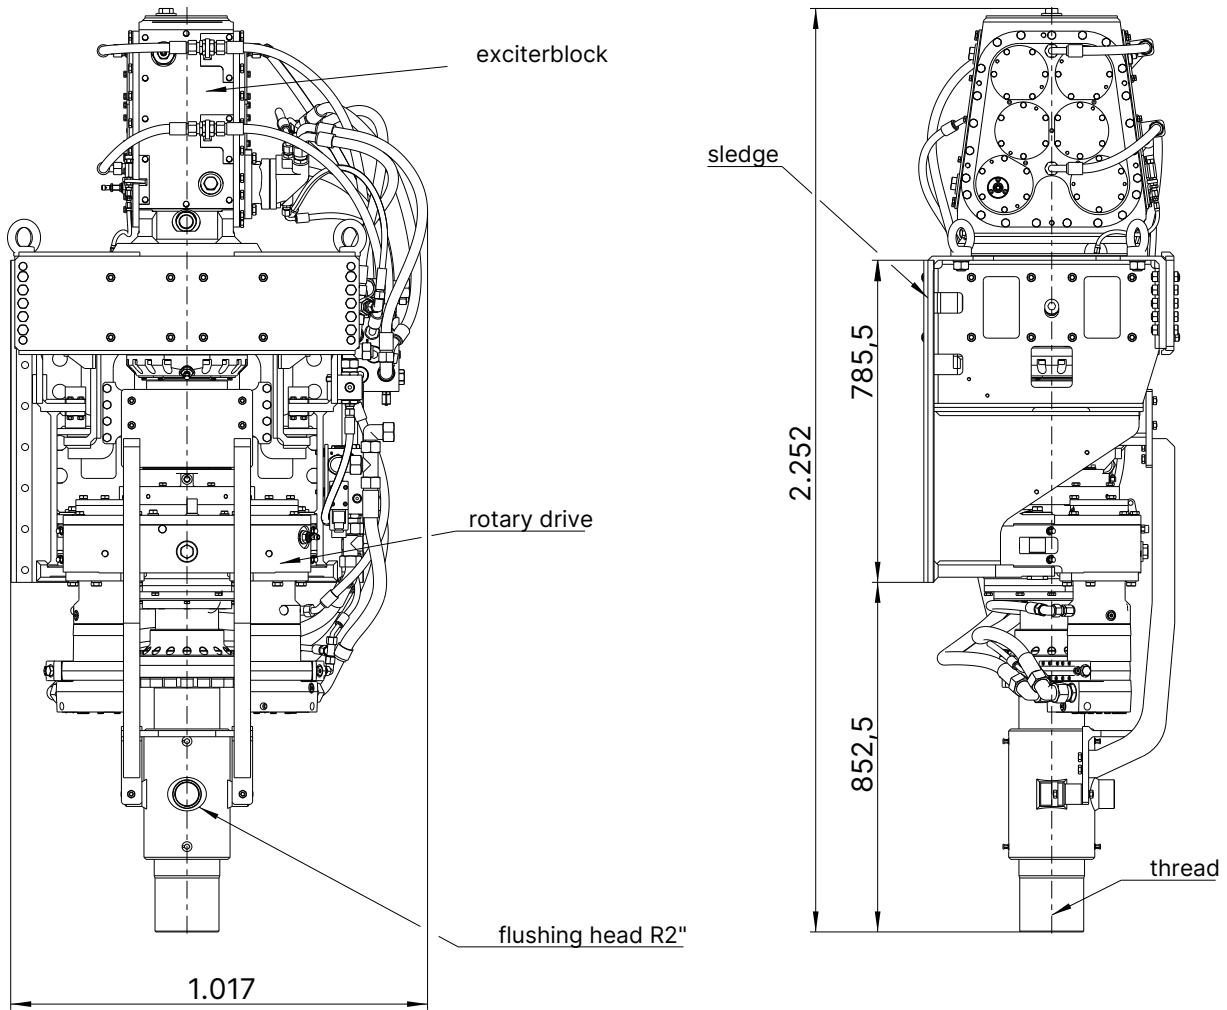 exciterblock
sledge
785,5
2.252
rotary drive
852,5
thread
flushing head R2"
1.017